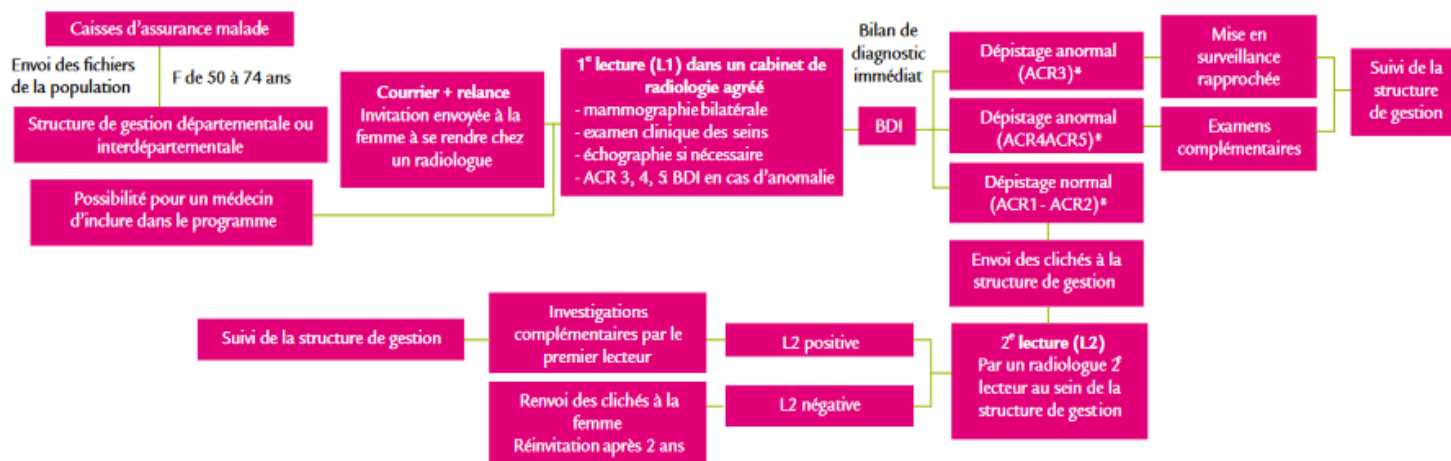 Caisses d'assurance malade
Envoi des fichiers
de la population
F de 50 à 74 ans
Structure de gestion départementale ou
interdépartementale
Possibilité pour un médecin
d'inclure dans le programme
Courrier + relance
Invitation envoyée à la
femme à se rendre chez
un radiologue
1e lecture (L1) dans un cabinet de
radiologie agréé
- mammographie bilatérale
- examen clinique des seins
- échographie si nécessaire
- ACR 3, 4, 5: BDI en cas d'anomalie
Bilan de
diagnostic
immédiat
BDI
Dépistage anormal
(ACR3)*
Mise en
surveillance
rapprochée
Dépistage anormal
(ACR4ACR5)*
Examens
complémentaires
Suivi de la
structure
de gestion
Dépistage normal
(ACR1 - ACR2)*
Envoi des clichés à la
structure de gestion
2e lecture (L2)
Par un radiologue 2e
lecteur au sein de la
structure de gestion
L2 positive
Investigations
complémentaires par le
premier lecteur
Suivi de la structure de gestion
L2 négative
Renvoi des clichés à la
femme
Réinvitation après 2 ans